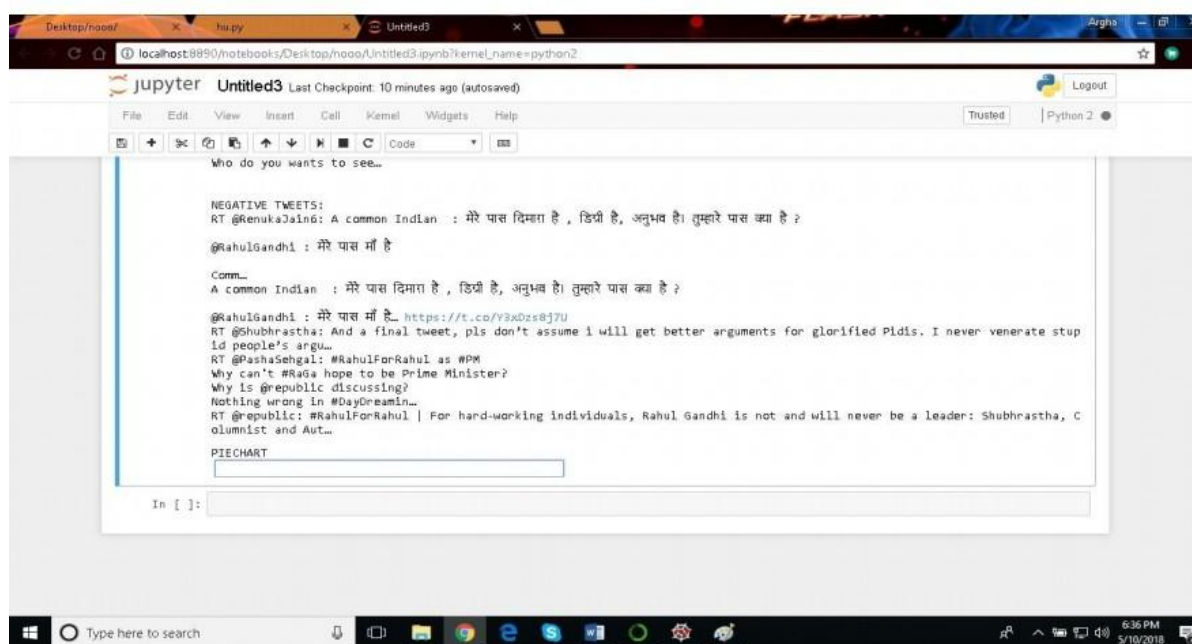 Desktop/nooo/
hu.py
Untitled3
Argha
localhost:8890/notebooks/Desktop/nooo/Untitled3.ipynb?kernel_name=python2
jupyter Untitled3 Last Checkpoint: 10 minutes ago (autosaved)
Logout
File Edit View Insert Cell Kernel Widgets Help
Trusted
Python 2
Code
Who do you wants to see…
NEGATIVE TWEETS:
RT @RenukaJain6: A common Indian : मेरे पास दिमाग है , डिग्री है, अनुभव है। तुम्हारे पास क्या है ?
@RahulGandhi : मेरे पास माँ है
Comm…
A common Indian : मेरे पास दिमाग है , डिग्री है, अनुभव है। तुम्हारे पास क्या है ?
@RahulGandhi : मेरे पास माँ है… https://t.co/Y3xDzs8j7U
RT @Shubhrastha: And a final tweet, pls don't assume i will get better arguments for glorified Pidis. I never venerate stup
id people's argu…
RT @PashaSehgal: #RahulForRahul as #PM
Why can't #RaGa hope to be Prime Minister?
Why is @republic discussing?
Nothing wrong in #DayDreamin…
RT @republic: #RahulForRahul | For hard-working individuals, Rahul Gandhi is not and will never be a leader: Shubhrastha, C
olumnist and Aut…
PIECHART
In [ ]:
Type here to search
6:36 PM
5/10/2018